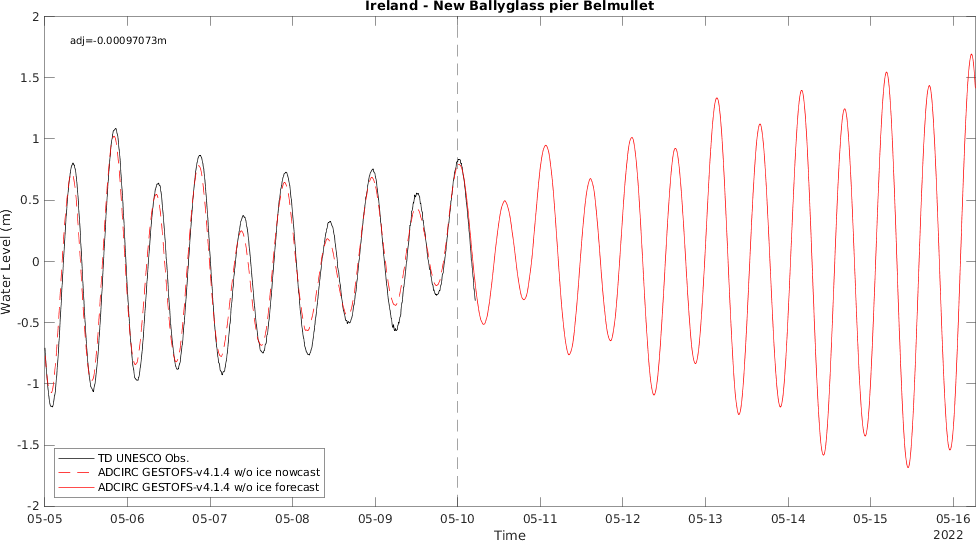 Ireland - New Ballyglass pier Belmullet
adj=-0.00097073m
2
1.5
1
0.5
0
-0.5
-1
-1.5
-2
Water Level (m)
TD UNESCO Obs.
ADCIRC GESTOFS-v4.1.4 w/o ice nowcast
ADCIRC GESTOFS-v4.1.4 w/o ice forecast
05-05 05-06 05-07 05-08 05-09 05-10 05-11 05-12 05-13 05-14 05-15 05-16
Time
2022